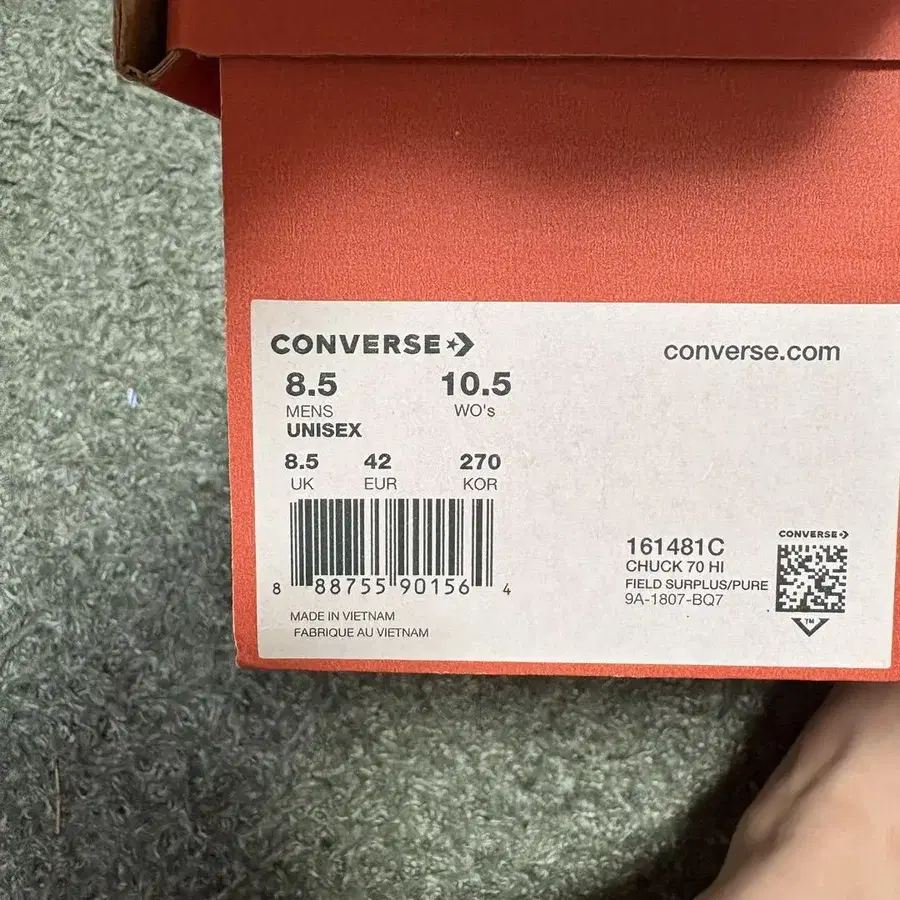 CONVERSE
converse.com
8.5 10.5
MENS WO's
UNISEX
8.5 42 270
UK EUR KOR
8 88755 90156 4
MADE IN VIETNAM
FABRIQUE AU VIETNAM
CONVERSE
161481C
CHUCK 70 HI
FIELD SURPLUS/PURE
9A-1807-BQ7
TM